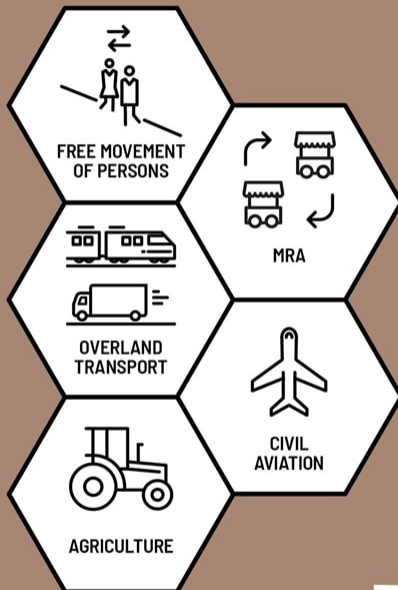 FREE MOVEMENT
OF PERSONS
MRA
OVERLAND
TRANSPORT
CIVIL
AVIATION
AGRICULTURE